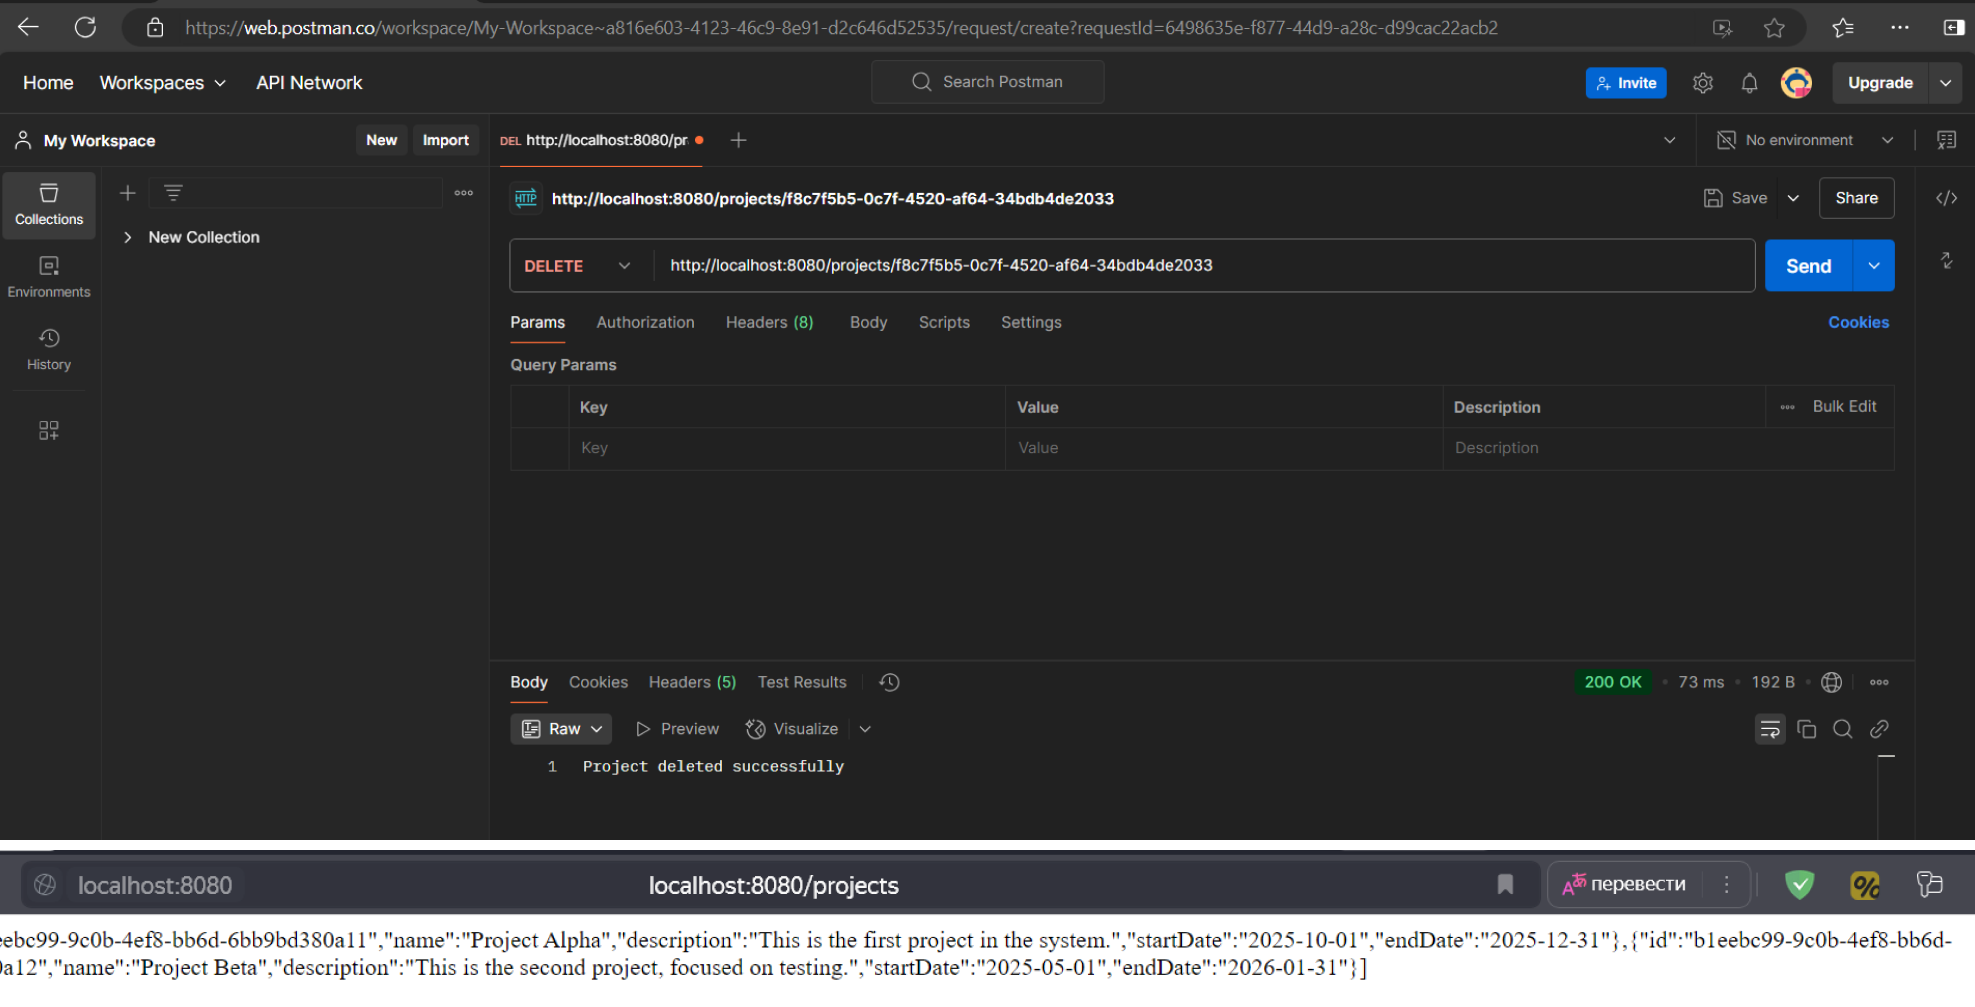 https://web.postman.co/workspace/My-Workspace~a816e603-4123-46c9-8e91-d2c646d52535/request/create?requestId=6498635e-f877-44d9-a28c-d99cac22acb2
Home Workspaces API Network Search Postman Invite Upgrade
My Workspace New Import DEL http://localhost:8080/pr No environment
HTTP http://localhost:8080/projects/f8c7f5b5-0c7f-4520-af64-34bdb4de2033 Save Share
Collections
New Collection
DELETE http://localhost:8080/projects/f8c7f5b5-0c7f-4520-af64-34bdb4de2033 Send
Environments
Params Authorization Headers (8) Body Scripts Settings Cookies
History
Query Params
Key Value Description Bulk Edit
Key Value Description
Body Cookies Headers (5) Test Results 200 OK • 73 ms • 192 B
Raw Preview Visualize
1 Project deleted successfully
localhost:8080 localhost:8080/projects перевести
eebc99-9c0b-4ef8-bb6d-6bb9bd380a11","name":"Project Alpha","description":"This is the first project in the system.","startDate":"2025-10-01","endDate":"2025-12-31"},{"id":"b1eebc99-9c0b-4ef8-bb6d-
0a12","name":"Project Beta","description":"This is the second project, focused on testing.","startDate":"2025-05-01","endDate":"2026-01-31"}]